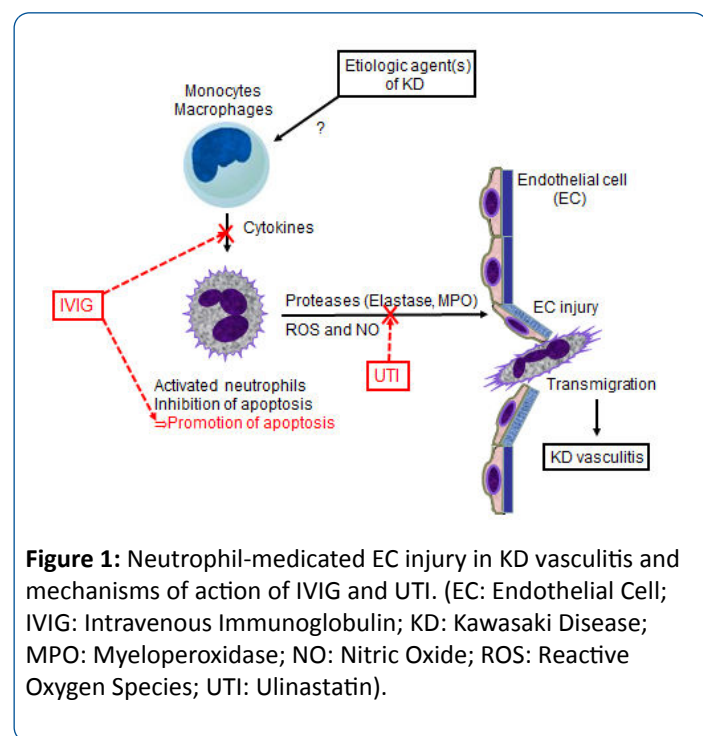 Etiologic agent(s)
of KD
Monocytes
Macrophages
?
Endothelial cell
(EC)
Cytokines
IVIG
Proteases (Elastase, MPO)
ROS and NO
EC injury
UTI
Activated neutrophils
Inhibition of apoptosis
⇒Promotion of apoptosis
Transmigration
KD vasculitis
Figure 1: Neutrophil-medicated EC injury in KD vasculitis and
mechanisms of action of IVIG and UTI. (EC: Endothelial Cell;
IVIG: Intravenous Immunoglobulin; KD: Kawasaki Disease;
MPO: Myeloperoxidase; NO: Nitric Oxide; ROS: Reactive
Oxygen Species; UTI: Ulinastatin).